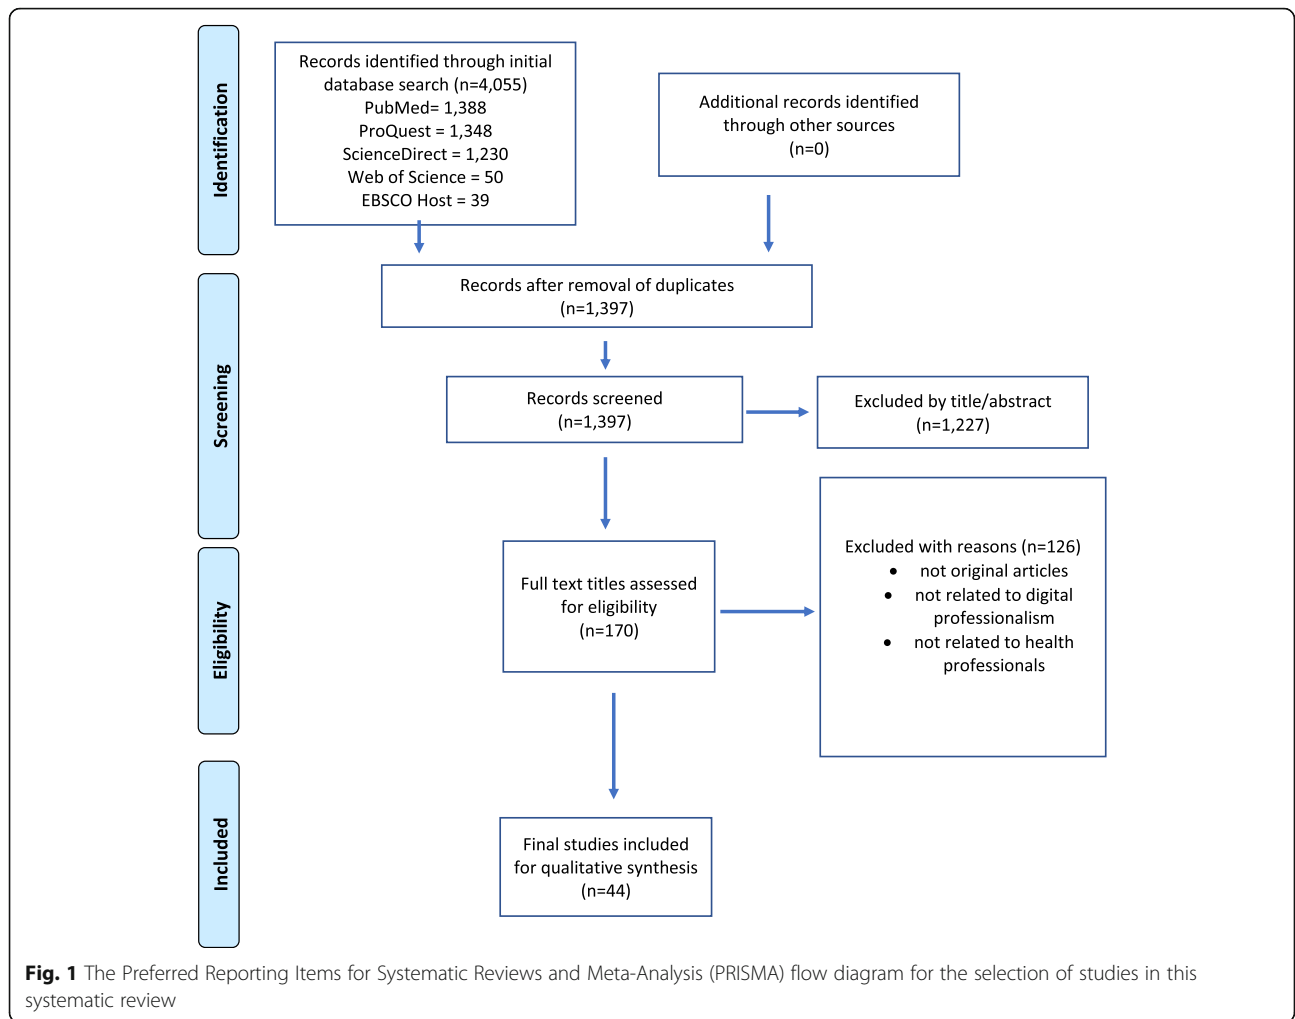 Identification
Records identified through initial
database search (n=4,055)
PubMed= 1,388
ProQuest = 1,348
ScienceDirect = 1,230
Web of Science = 50
EBSCO Host = 39
Additional records identified
through other sources
(n=0)
Screening
Records after removal of duplicates
(n=1,397)
Records screened
(n=1,397)
Excluded by title/abstract
(n=1,227)
Eligibility
Full text titles assessed
for eligibility
(n=170)
Excluded with reasons (n=126)
• not original articles
• not related to digital
professionalism
• not related to health
professionals
Included
Final studies included
for qualitative synthesis
(n=44)
Fig. 1 The Preferred Reporting Items for Systematic Reviews and Meta-Analysis (PRISMA) flow diagram for the selection of studies in this
systematic review